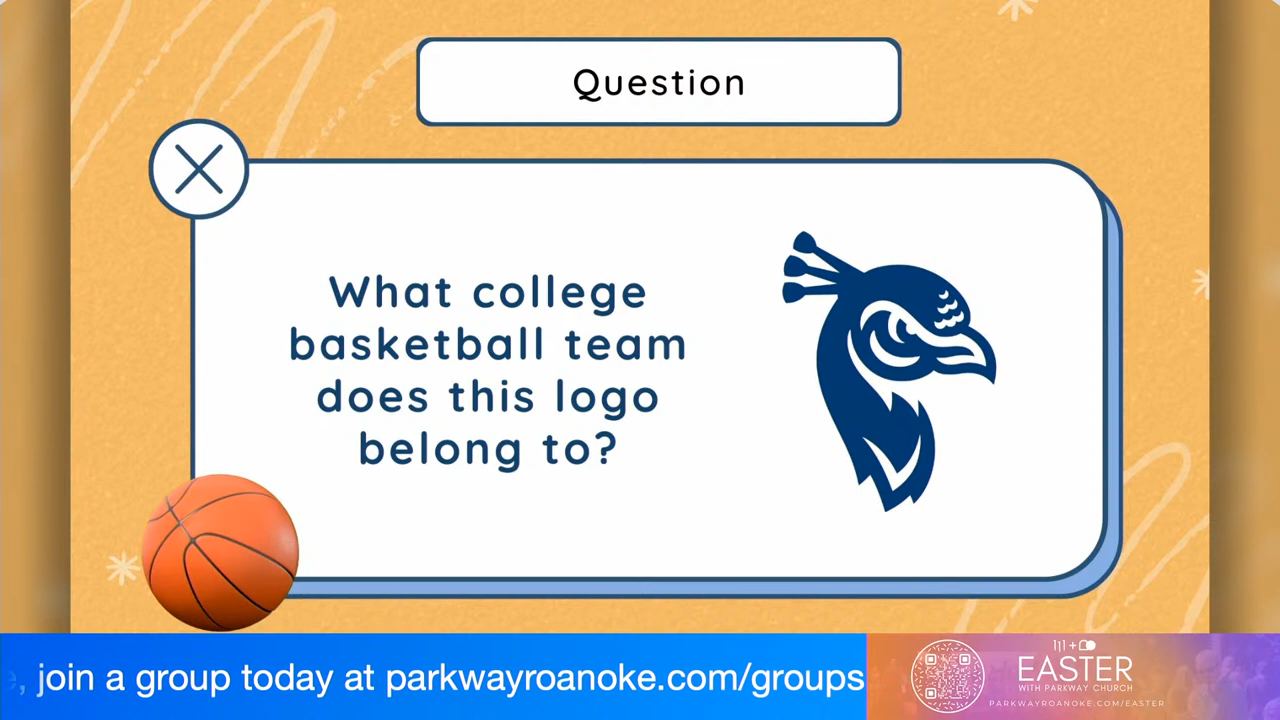 Question
What college
basketball team
does this logo
belong to?
, join a group today at parkwayroanoke.com/groups
EASTER
WITH PARKWAY CHURCH
PARKWAYROANOKE.COM/EASTER